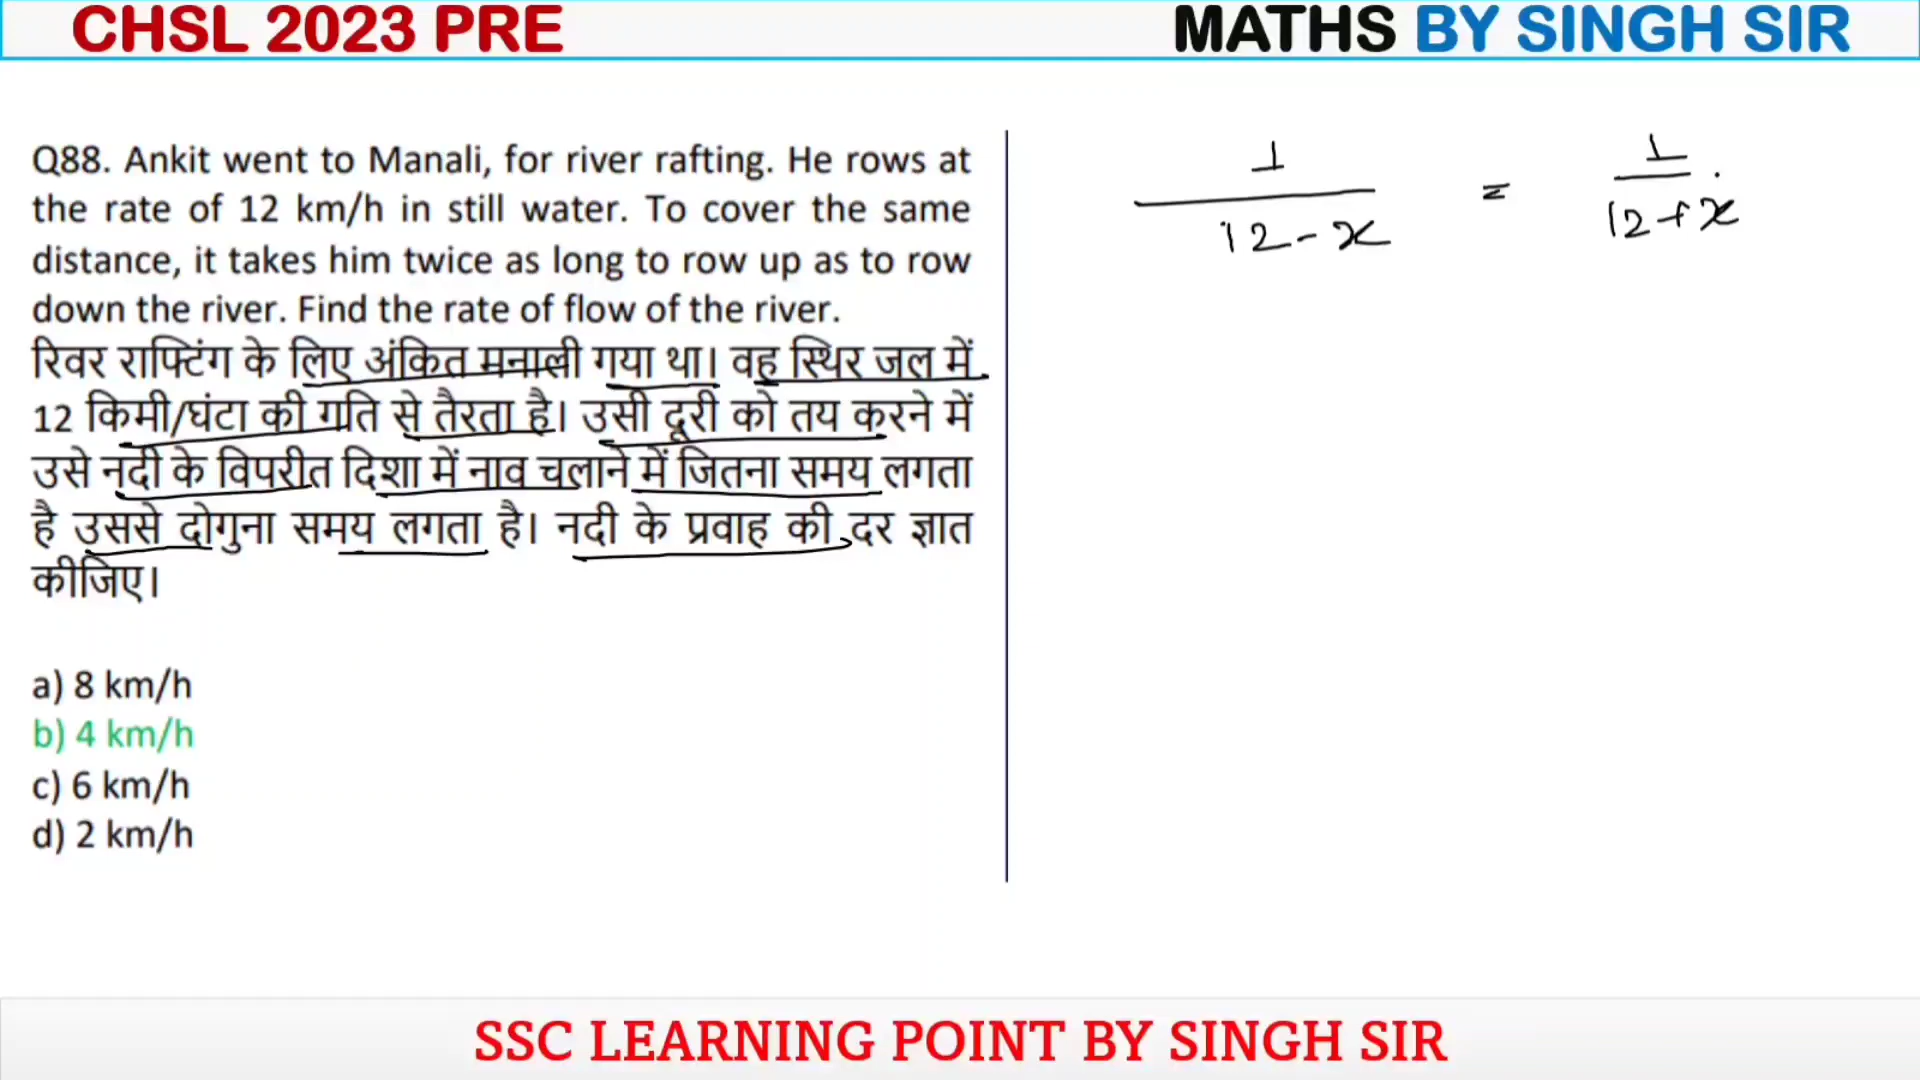 CHSL 2023 PRE
MATHS BY SINGH SIR
Q88. Ankit went to Manali, for river rafting. He rows at
the rate of 12 km/h in still water. To cover the same
distance, it takes him twice as long to row up as to row
down the river. Find the rate of flow of the river.
रिवर राफ्टिंग के लिए अंकित मनाली गया था। वह स्थिर जल में
12 किमी/घंटा की गति से तैरता है। उसी दूरी को तय करने में
उसे नदी के विपरीत दिशा में नाव चलाने में जितना समय लगता
है उससे दोगुना समय लगता है। नदी के प्रवाह की दर ज्ञात
कीजिए।
a) 8 km/h
b) 4 km/h
c) 6 km/h
d) 2 km/h
1/12-x = 1/12+x
SSC LEARNING POINT BY SINGH SIR